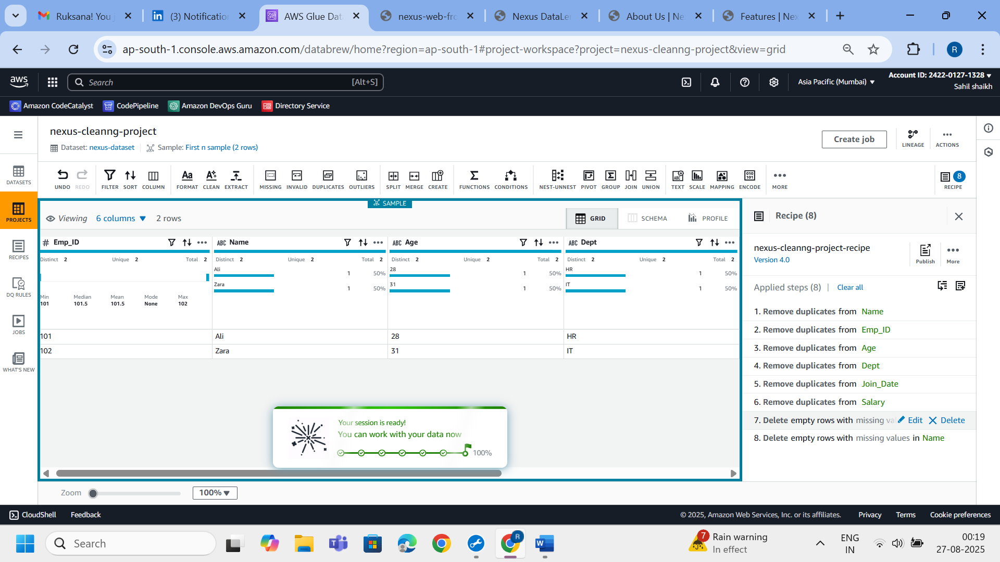 Ruksana! You j
(3) Notificatio
AWS Glue Dat
nexus-web-fro
Nexus DataLe
About Us | Ne
Features | Nex
ap-south-1.console.aws.amazon.com/databrew/home?region=ap-south-1#project-workspace?project=nexus-cleanng-project&view=grid
R
aws
Search [Alt+S]
Asia Pacific (Mumbai)
Account ID: 2422-0127-1328
Sahil shaikh
Amazon CodeCatalyst
CodePipeline
Amazon DevOps Guru
Directory Service
nexus-cleanng-project
Dataset: nexus-dataset
Sample: First n sample (2 rows)
Create job
LINEAGE
ACTIONS
DATASETS
PROJECTS
RECIPES
DQ RULES
JOBS
WHAT'S NEW
UNDO
REDO
FILTER
SORT
COLUMN
FORMAT
CLEAN
EXTRACT
MISSING
INVALID
DUPLICATES
OUTLIERS
SPLIT
MERGE
CREATE
FUNCTIONS
CONDITIONS
NEST-UNNEST
PIVOT
GROUP
JOIN
UNION
TEXT
SCALE
MAPPING
ENCODE
MORE
8
RECIPE
SAMPLE
Viewing 6 columns 2 rows
GRID
SCHEMA
PROFILE
# Emp_ID
ABC Name
ABC Age
ABC Dept
Distinct 2 Unique 2 Total 2
Distinct 2 Unique 2 Total 2
Distinct 2 Unique 2 Total 2
Distinct 2 Unique 2 Total 2
Ali 1 50%
28 1 50%
HR 1 50%
Zara 1 50%
31 1 50%
IT 1 50%
Min Median Mean Mode Max
101 101.5 101.5 None 102
101 Ali 28 HR
102 Zara 31 IT
Your session is ready!
You can work with your data now
100%
Zoom 100%
Recipe (8)
nexus-cleanng-project-recipe
Version 4.0
Publish
More
Applied steps (8) | Clear all
1. Remove duplicates from Name
2. Remove duplicates from Emp_ID
3. Remove duplicates from Age
4. Remove duplicates from Dept
5. Remove duplicates from Join_Date
6. Remove duplicates from Salary
7. Delete empty rows with missing val Edit Delete
8. Delete empty rows with missing values in Name
CloudShell
Feedback
© 2025, Amazon Web Services, Inc. or its affiliates.
Privacy
Terms
Cookie preferences
Search
7
Rain warning
In effect
ENG
IN
00:19
27-08-2025